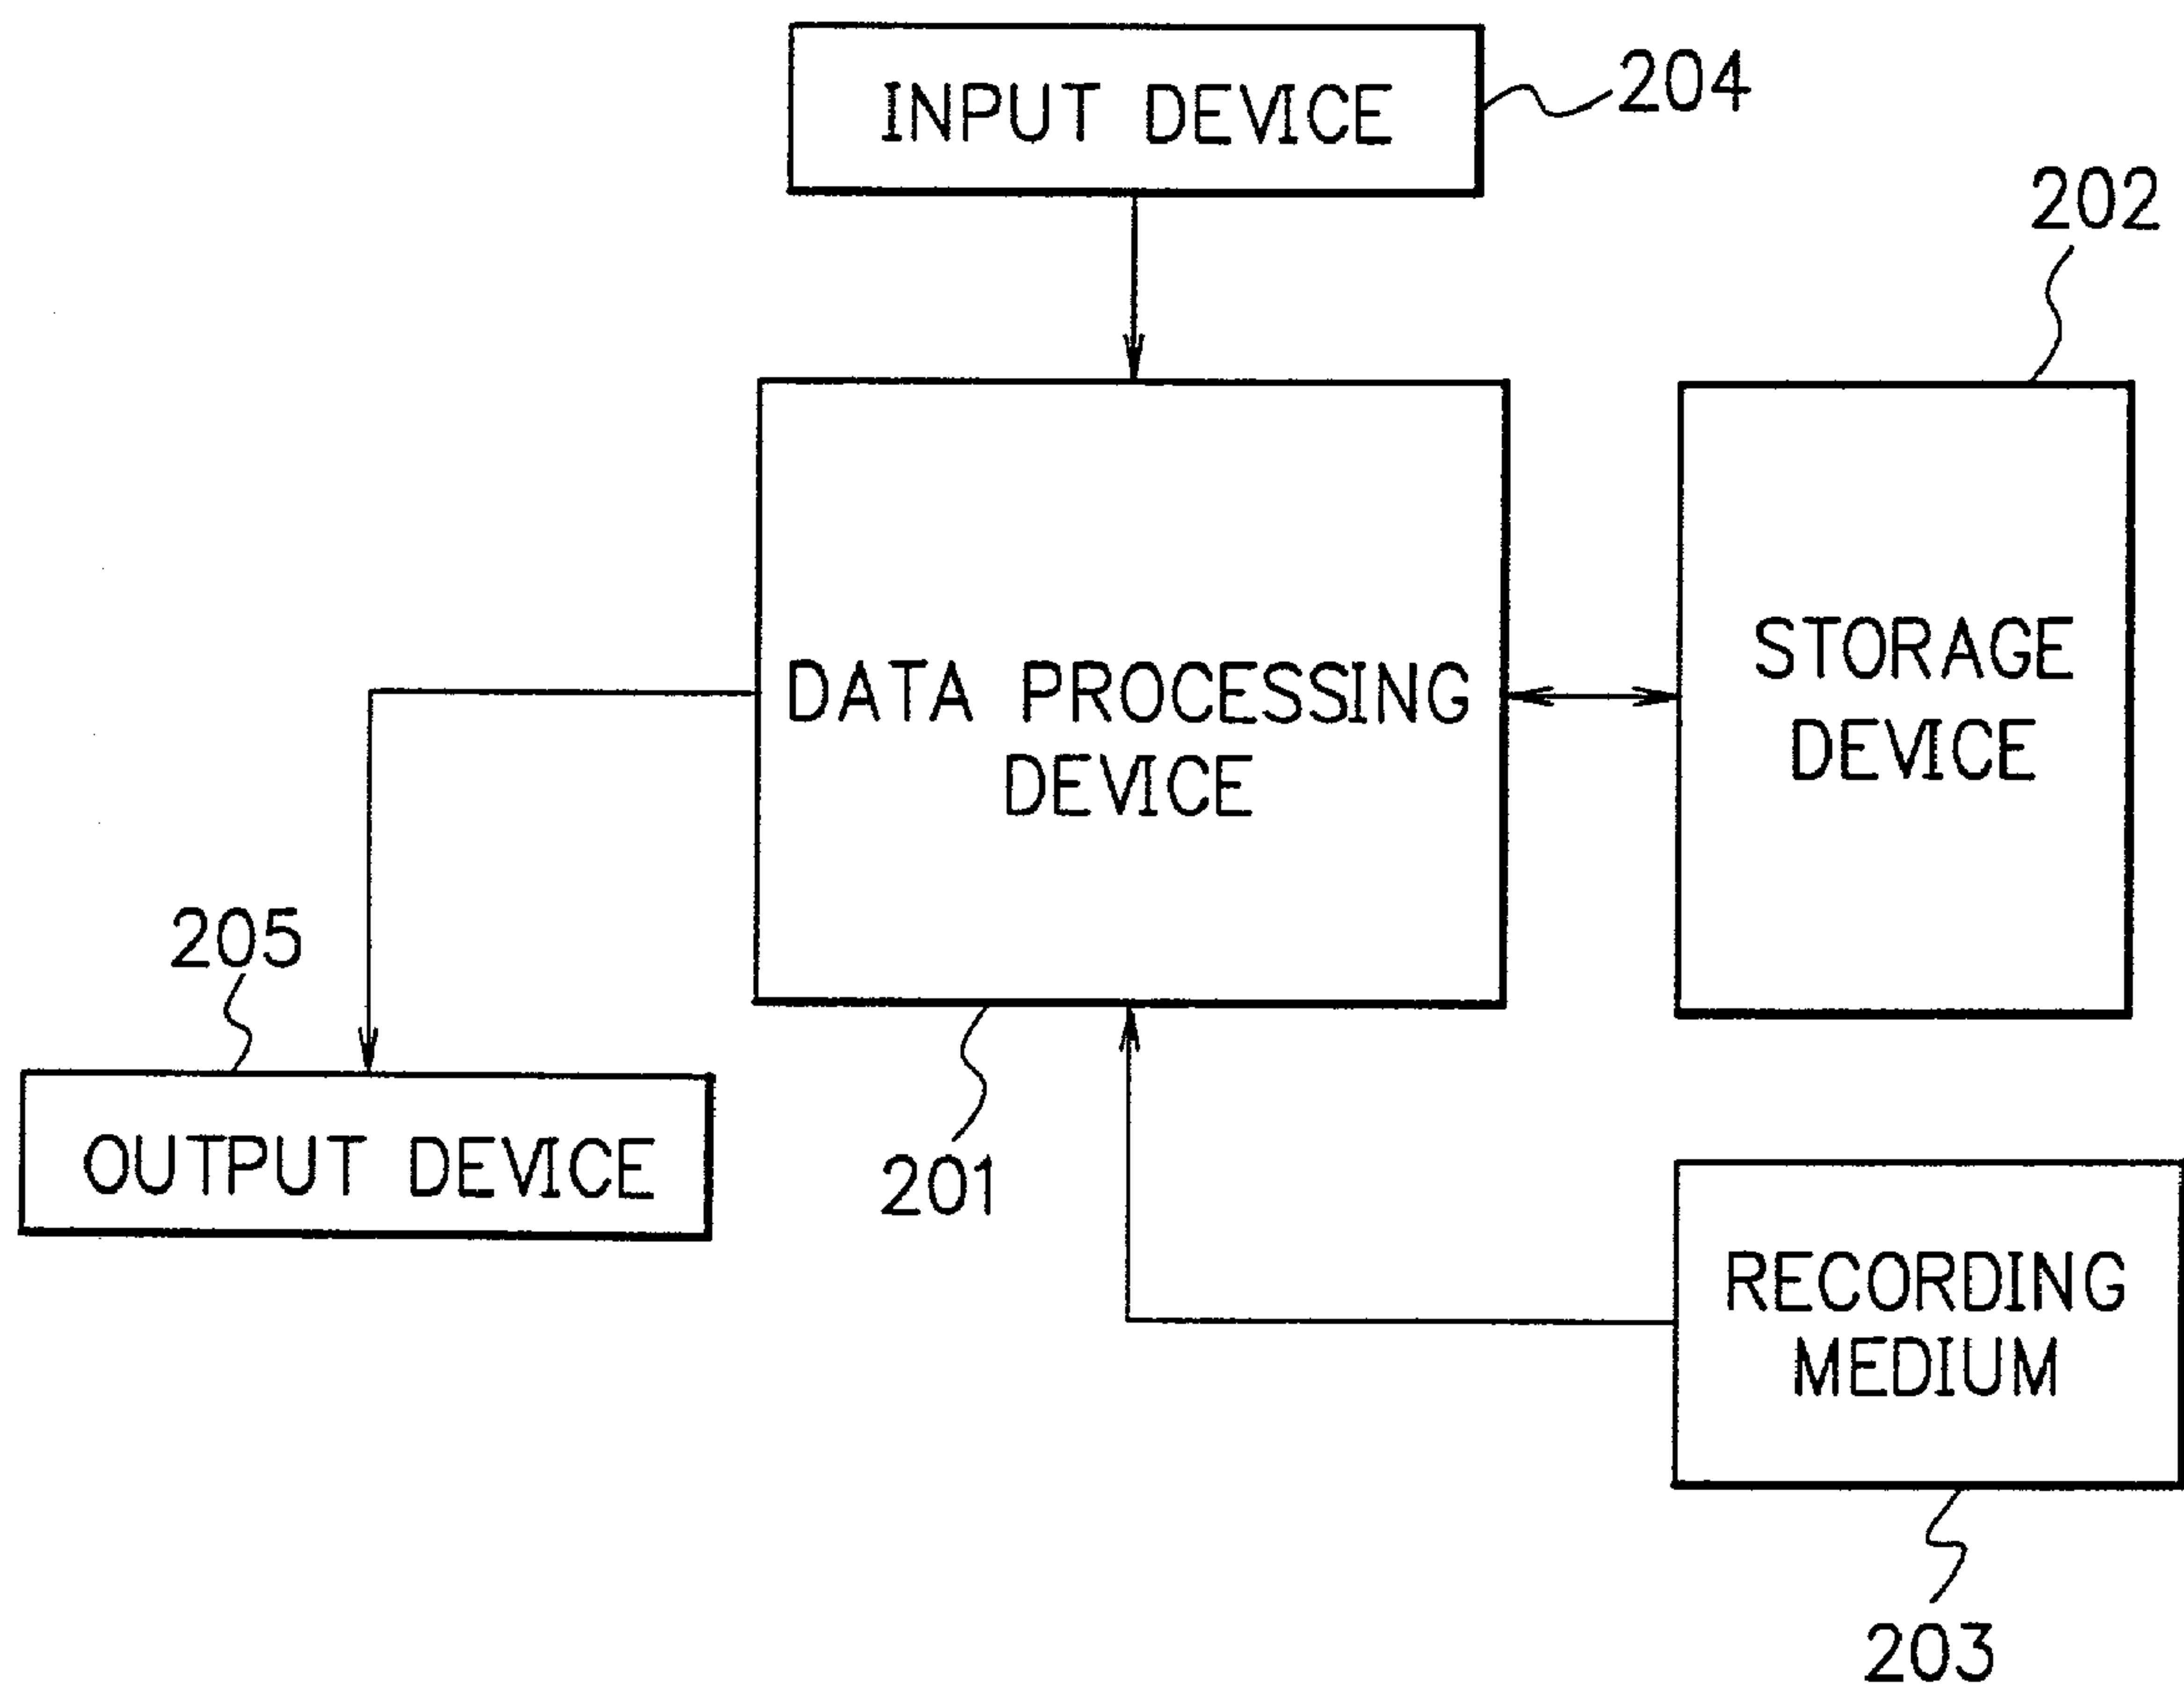 INPUT DEVICE
204
202
DATA PROCESSING
DEVICE
STORAGE
DEVICE
205
OUTPUT DEVICE
201
RECORDING
MEDIUM
203